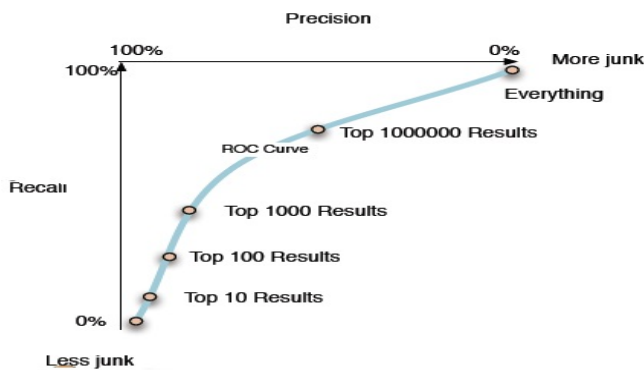 Precision
100%
0%
More junk
100%
Everything
Top 1000000 Results
ROC Curve
Recall
Top 1000 Results
Top 100 Results
Top 10 Results
0%
Less junk